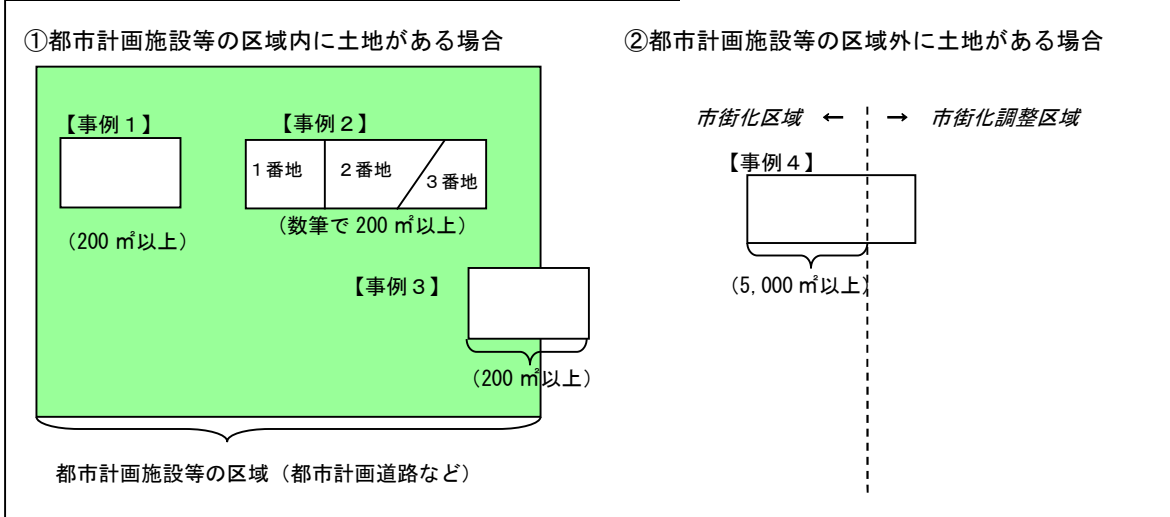 ①都市計画施設等の区域内に土地がある場合
【事例１】
【事例２】
１番地
２番地
３番地
（数筆で 200 ㎡以上）
（200 ㎡以上）
【事例３】
（200 ㎡以上）
都市計画施設等の区域（都市計画道路など）
②都市計画施設等の区域外に土地がある場合
市街化区域 ← → 市街化調整区域
【事例４】
（5,000 ㎡以上）